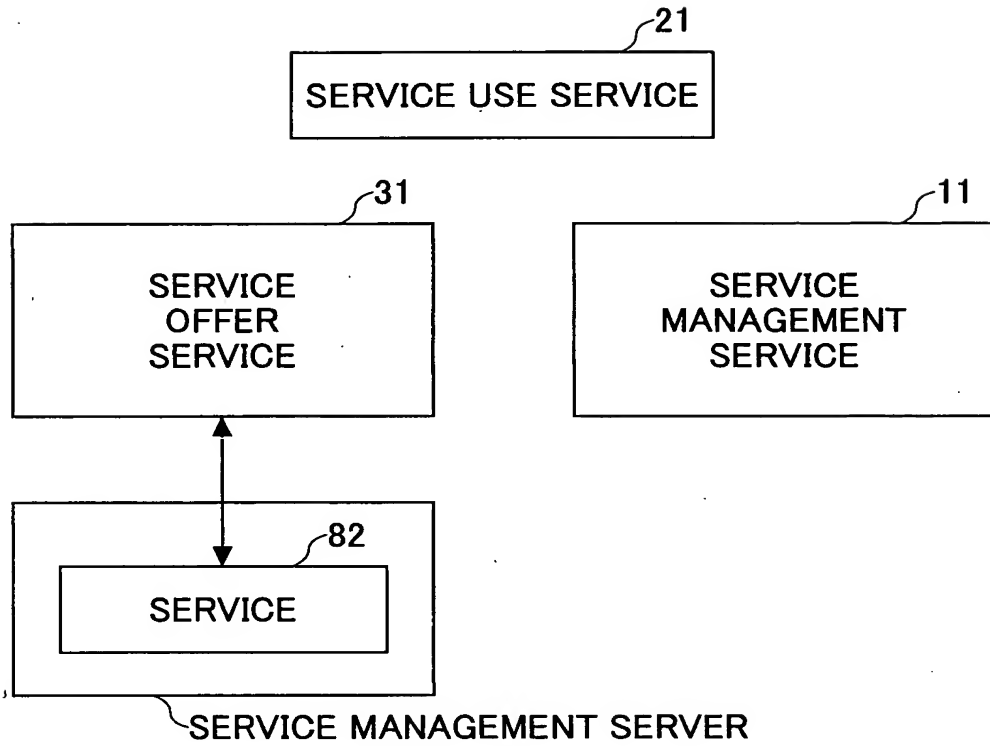 21
SERVICE USE SERVICE
31
11
SERVICE
OFFER
SERVICE
SERVICE
MANAGEMENT
SERVICE
82
SERVICE
SERVICE MANAGEMENT SERVER